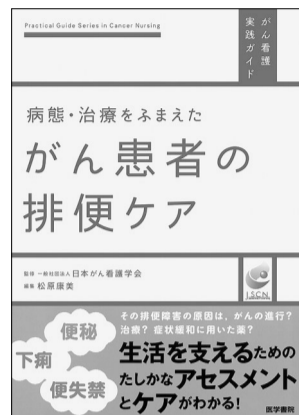 Practical Guide Series in Cancer Nursing
がん看護
実践ガイド
病態・治療をふまえた
がん患者の
排便ケア
監修 一般社団法人 日本がん看護学会
編集 松原康美
JSCN
その排便障害の原因は、がんの進行?
治療? 症状緩和に用いた薬?
便秘
下痢
便失禁
生活を支えるための
たしかなアセスメント
とケアがわかる!
医学書院